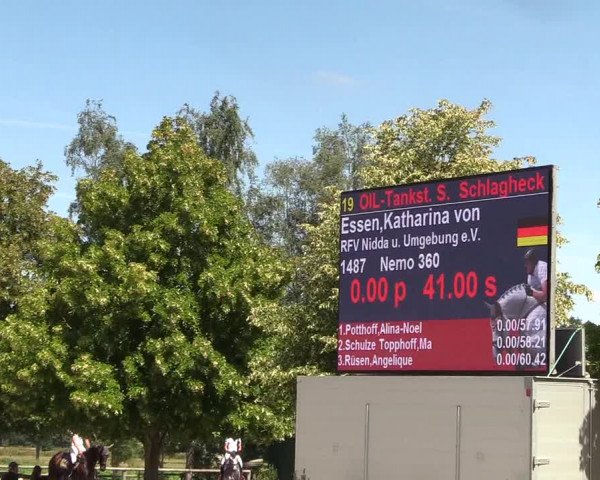 19 OIL-Tankst. S. Schlagheck
Essen,Katharina von
RFV Nidda u. Umgebung e.V.
1487 Nemo 360
0.00 p 41.00 s
1.Potthoff,Alina-Noel 0.00/57.91
2.Schulze Topphoff,Ma 0.00/58.21
3.Rüsen,Angelique 0.00/60.42